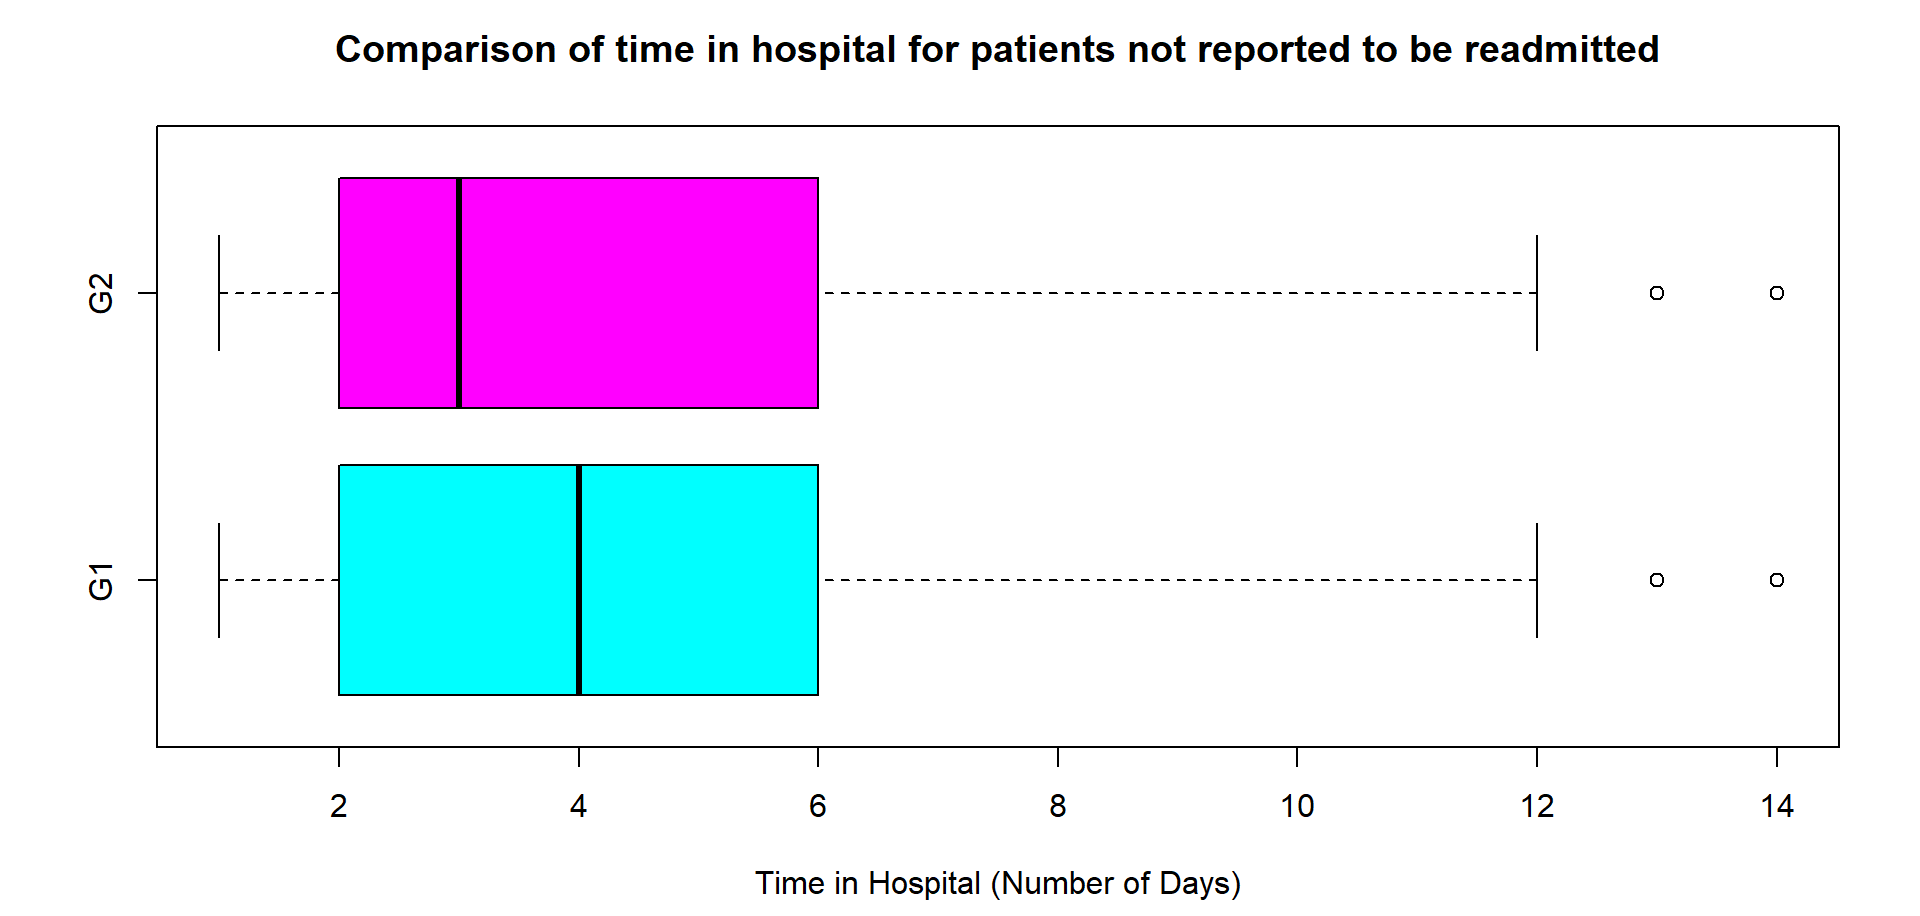 Comparison of time in hospital for patients not reported to be readmitted
G2
G1
2 4 6 8 10 12 14
Time in Hospital (Number of Days)